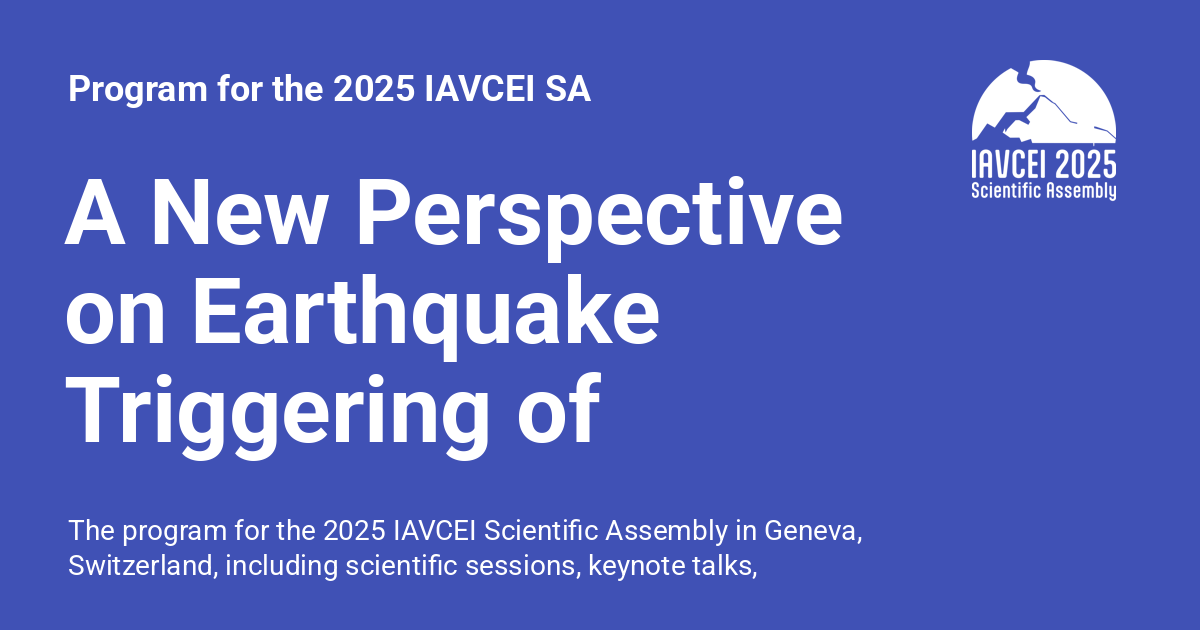 Program for the 2025 IAVCEI SA
IAVCEI 2025
Scientific Assembly
A New Perspective
on Earthquake
Triggering of
The program for the 2025 IAVCEI Scientific Assembly in Geneva,
Switzerland, including scientific sessions, keynote talks,